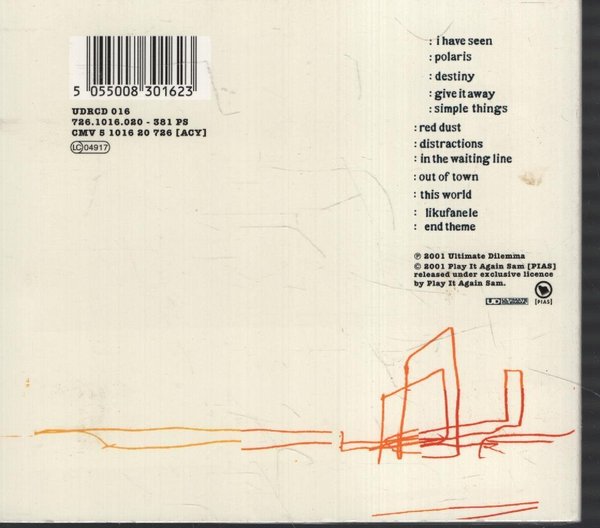 5 055008 301623
UDRCD 016
726.1016.020 - 381 PS
CMV 5 1016 20 726 [ACY]
LC 04917
: i have seen
: polaris
: destiny
: give it away
: simple things
: red dust
: distractions
: in the waiting line
: out of town
: this world
: likufanele
: end theme
℗ 2001 Ultimate Dilemma
© 2001 Play It Again Sam [PIAS]
released under exclusive licence
by Play It Again Sam.
UD ULTIMATE DILEMMA
[PIAS]